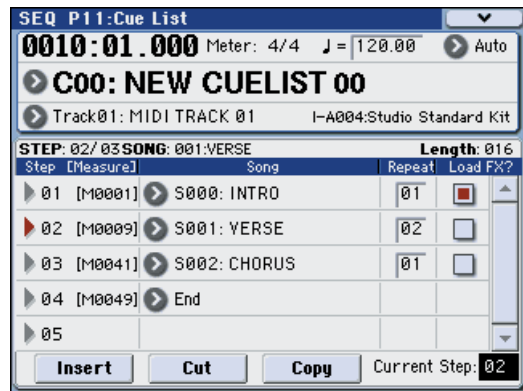 SEQ P11:Cue List
0010:01.000 Meter: 4/4 ♩= 120.00 Auto
C00: NEW CUELIST 00
Track01: MIDI TRACK 01 I-A004:Studio Standard Kit
STEP: 02/03 SONG: 001:VERSE Length: 016
Step [Measure] Song Repeat Load FX?
01 [M0001] S000: INTRO 01
02 [M0009] S001: VERSE 02
03 [M0041] S002: CHORUS 01
04 [M0049] End
05
Insert Cut Copy Current Step: 02